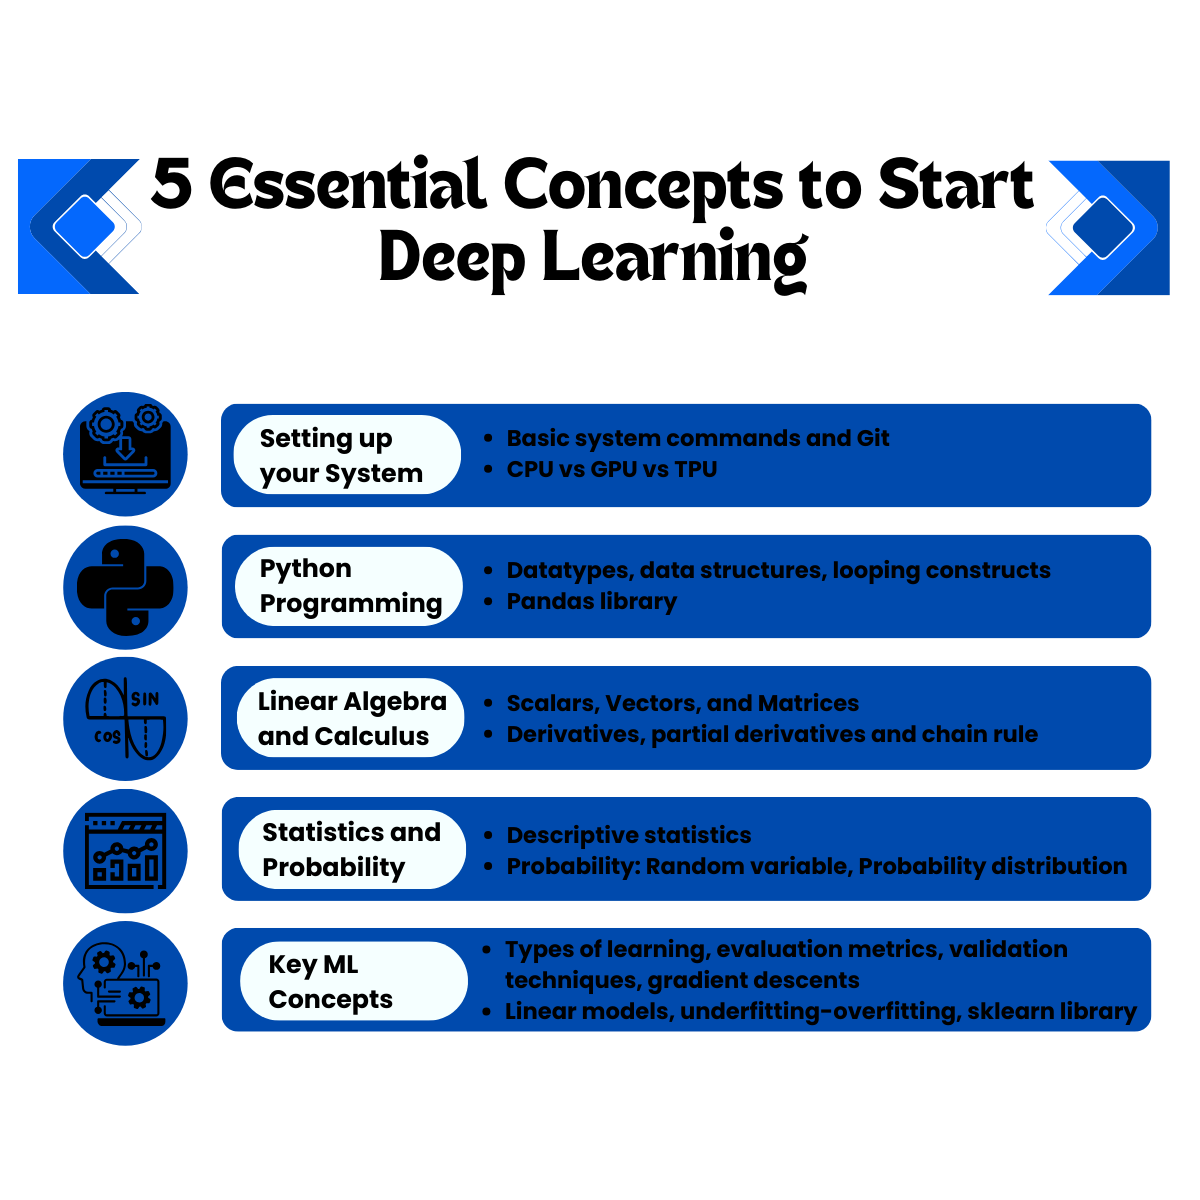 5 Essential Concepts to Start
Deep Learning
Setting up
your System
• Basic system commands and Git
• CPU vs GPU vs TPU
Python
Programming
• Datatypes, data structures, looping constructs
• Pandas library
SIN
COS
Linear Algebra
and Calculus
• Scalars, Vectors, and Matrices
• Derivatives, partial derivatives and chain rule
Statistics and
Probability
• Descriptive statistics
• Probability: Random variable, Probability distribution
Key ML
Concepts
• Types of learning, evaluation metrics, validation
techniques, gradient descents
• Linear models, underfitting-overfitting, sklearn library